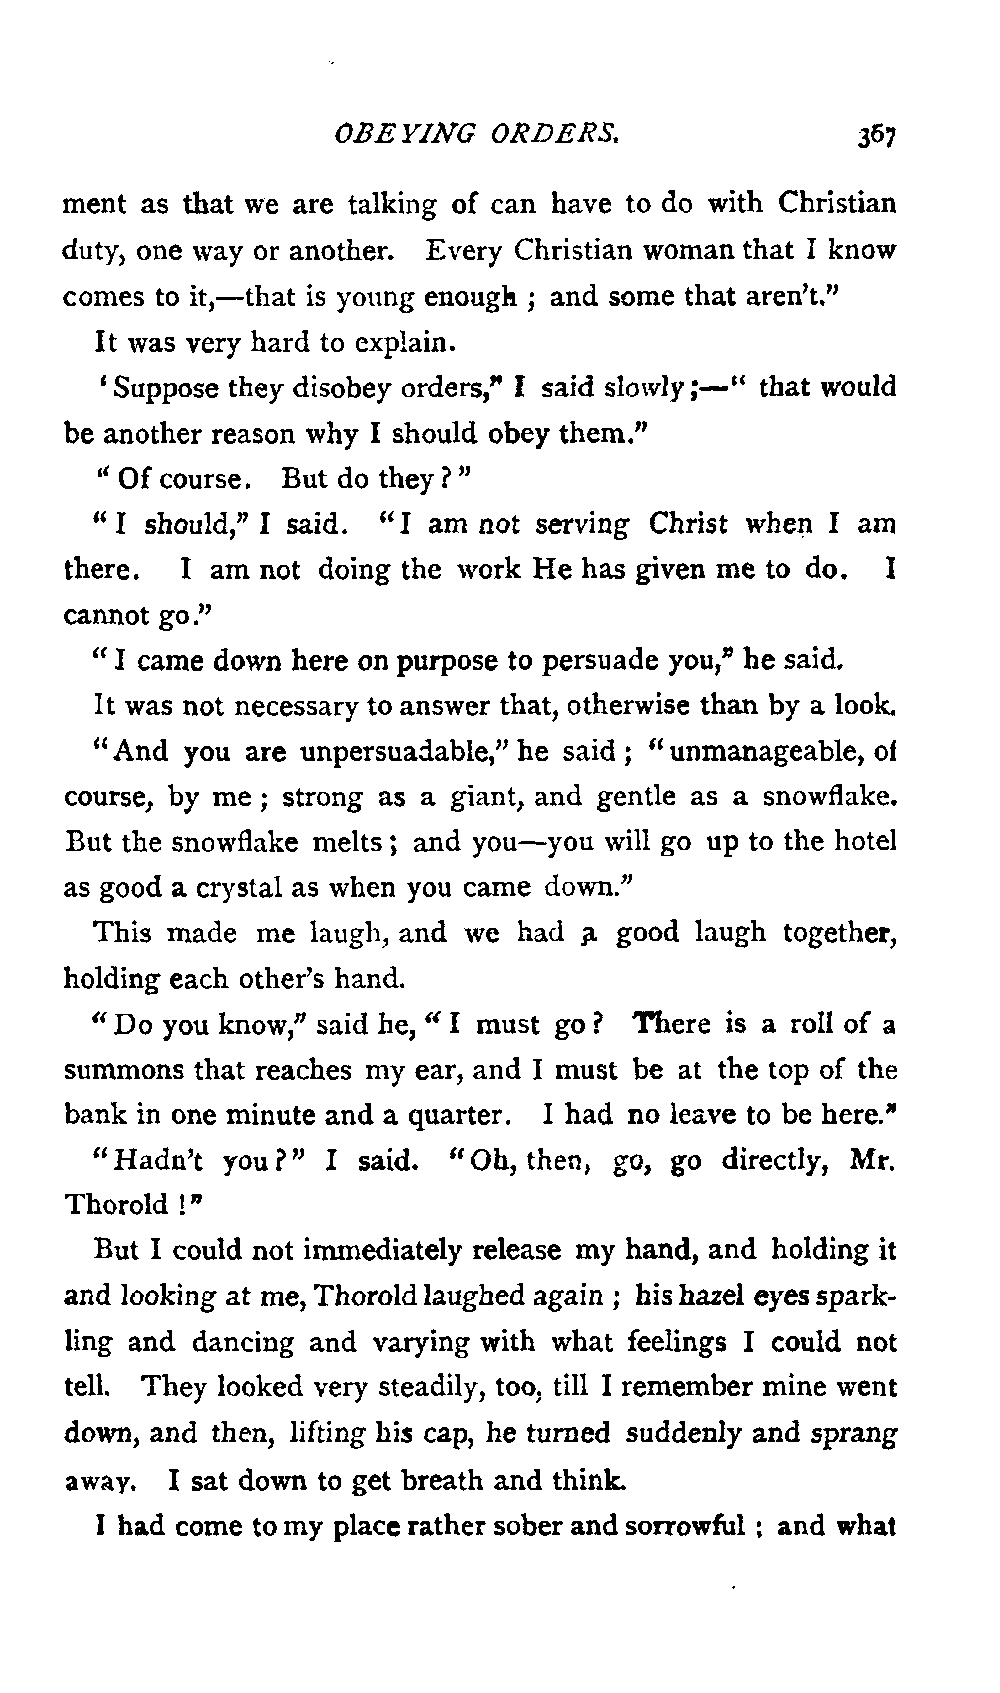 OBEYING ORDERS. 367
ment as that we are talking of can have to do with Christian
duty, one way or another. Every Christian woman that I know
comes to it,—that is young enough ; and some that aren't."
It was very hard to explain.
' Suppose they disobey orders," I said slowly ;—" that would
be another reason why I should obey them."
" Of course. But do they ? "
" I should," I said. "I am not serving Christ when I am
there. I am not doing the work He has given me to do. I
cannot go."
" I came down here on purpose to persuade you," he said.
It was not necessary to answer that, otherwise than by a look.
"And you are unpersuadable," he said ; "unmanageable, of
course, by me ; strong as a giant, and gentle as a snowflake.
But the snowflake melts ; and you—you will go up to the hotel
as good a crystal as when you came down."
This made me laugh, and we had a good laugh together,
holding each other's hand.
" Do you know," said he, " I must go ? There is a roll of a
summons that reaches my ear, and I must be at the top of the
bank in one minute and a quarter. I had no leave to be here."
"Hadn't you ?" I said. "Oh, then, go, go directly, Mr.
Thorold !"
But I could not immediately release my hand, and holding it
and looking at me, Thorold laughed again ; his hazel eyes spark-
ling and dancing and varying with what feelings I could not
tell. They looked very steadily, too, till I remember mine went
down, and then, lifting his cap, he turned suddenly and sprang
away. I sat down to get breath and think.
I had come to my place rather sober and sorrowful ; and what